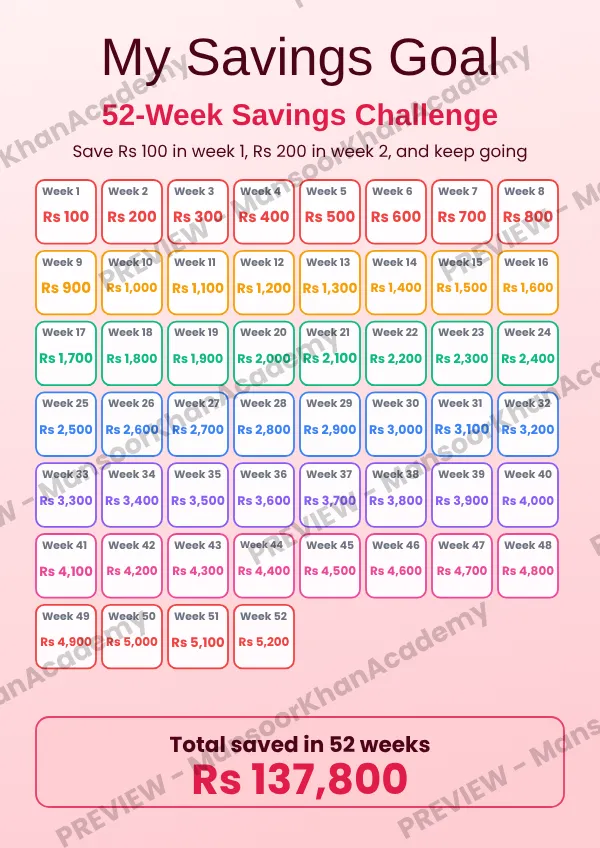 My Savings Goal
52-Week Savings Challenge
Save Rs 100 in week 1, Rs 200 in week 2, and keep going
Week 1 Week 2 Week 3 Week 4 Week 5 Week 6 Week 7 Week 8
Rs 100 Rs 200 Rs 300 Rs 400 Rs 500 Rs 600 Rs 700 Rs 800
Week 9 Week 10 Week 11 Week 12 Week 13 Week 14 Week 15 Week 16
Rs 900 Rs 1,000 Rs 1,100 Rs 1,200 Rs 1,300 Rs 1,400 Rs 1,500 Rs 1,600
Week 17 Week 18 Week 19 Week 20 Week 21 Week 22 Week 23 Week 24
Rs 1,700 Rs 1,800 Rs 1,900 Rs 2,000 Rs 2,100 Rs 2,200 Rs 2,300 Rs 2,400
Week 25 Week 26 Week 27 Week 28 Week 29 Week 30 Week 31 Week 32
Rs 2,500 Rs 2,600 Rs 2,700 Rs 2,800 Rs 2,900 Rs 3,000 Rs 3,100 Rs 3,200
Week 33 Week 34 Week 35 Week 36 Week 37 Week 38 Week 39 Week 40
Rs 3,300 Rs 3,400 Rs 3,500 Rs 3,600 Rs 3,700 Rs 3,800 Rs 3,900 Rs 4,000
Week 41 Week 42 Week 43 Week 44 Week 45 Week 46 Week 47 Week 48
Rs 4,100 Rs 4,200 Rs 4,300 Rs 4,400 Rs 4,500 Rs 4,600 Rs 4,700 Rs 4,800
Week 49 Week 50 Week 51 Week 52
Rs 4,900 Rs 5,000 Rs 5,100 Rs 5,200
Total saved in 52 weeks
Rs 137,800
KhanAcademy
PREVIEW – MansoorKhanAcademy
PREVIEW – Ma
PREVIEW – MansoorKhanAcademy
PREVIEW – MansoorKhanAca
KhanAcademy
PREVIEW – MansoorKhanAcademy
PREVIEW – Manso